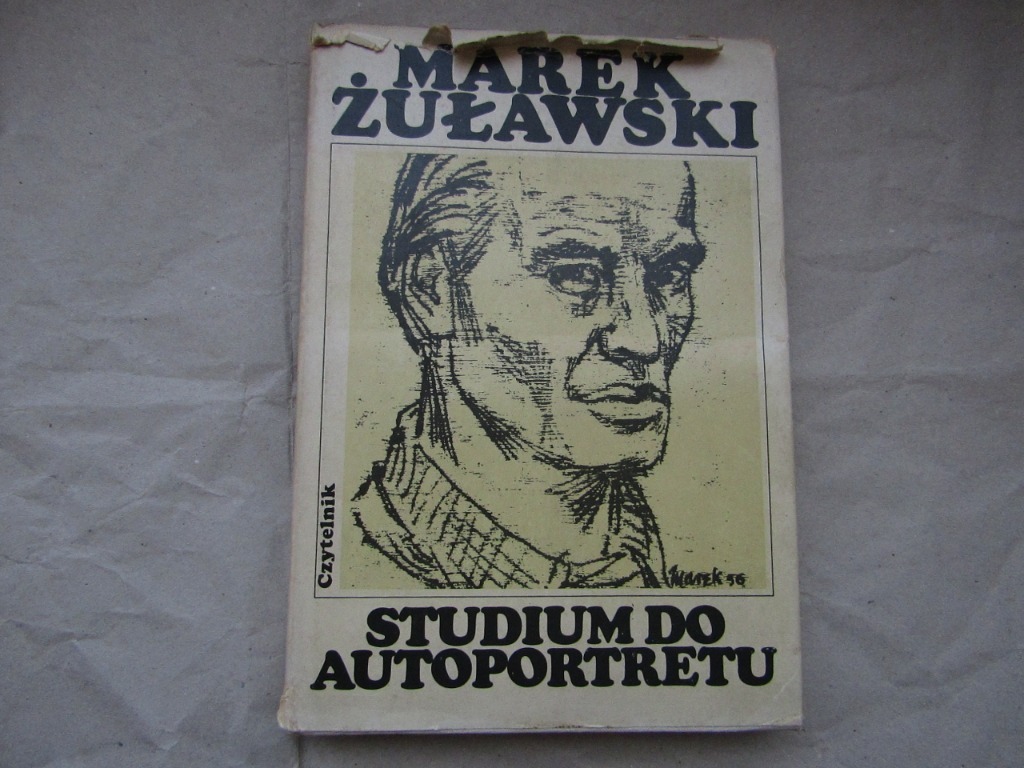 MAREK
ŻUŁAWSKI
Czytelnik
Marek 56
STUDIUM DO
AUTOPORTRETU